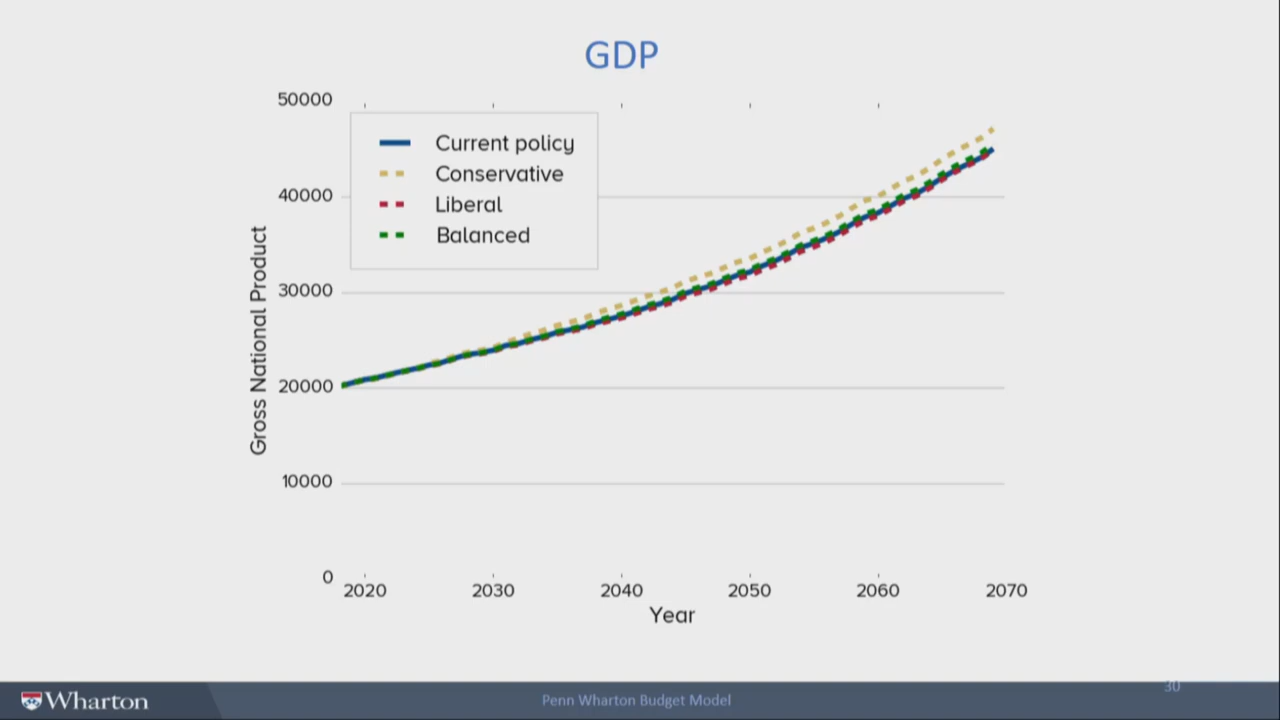 GDP
50000
40000
30000
20000
10000
0
Gross National Product
Current policy
Conservative
Liberal
Balanced
2020 2030 2040 2050 2060 2070
Year
Wharton
Penn Wharton Budget Model
30